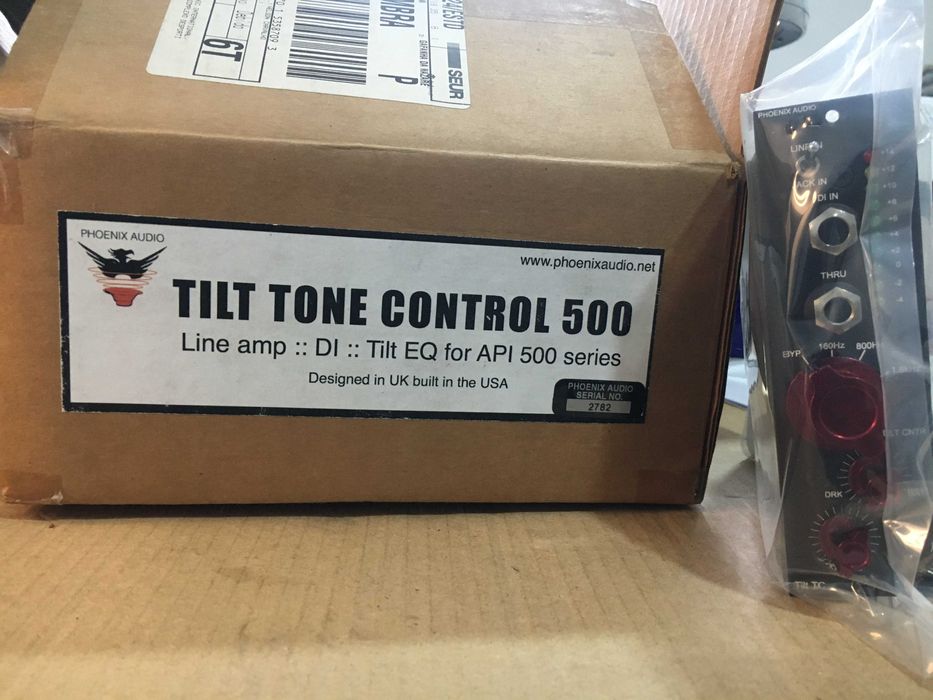 6T
SEUR
P
PHOENIX AUDIO
www.phoenixaudio.net
TILT TONE CONTROL 500
Line amp :: DI :: Tilt EQ for API 500 series
Designed in UK built in the USA
PHOENIX AUDIO
SERIAL NO.
2782
PHOENIX AUDIO
DI IN
THRU
BYP
160Hz
DRK
Tilt TC